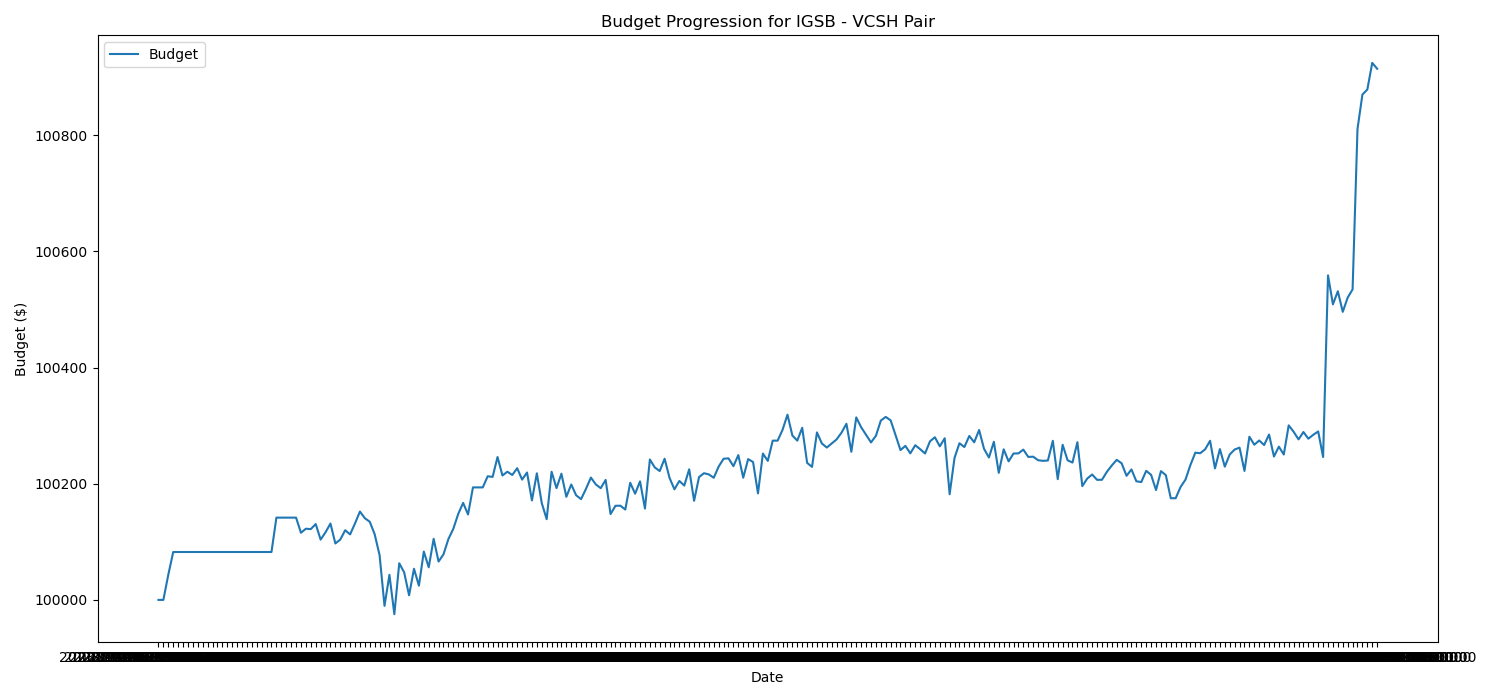 Budget Progression for IGSB - VCSH Pair
Budget
100800
100600
100400
100200
100000
Budget ($)
Date